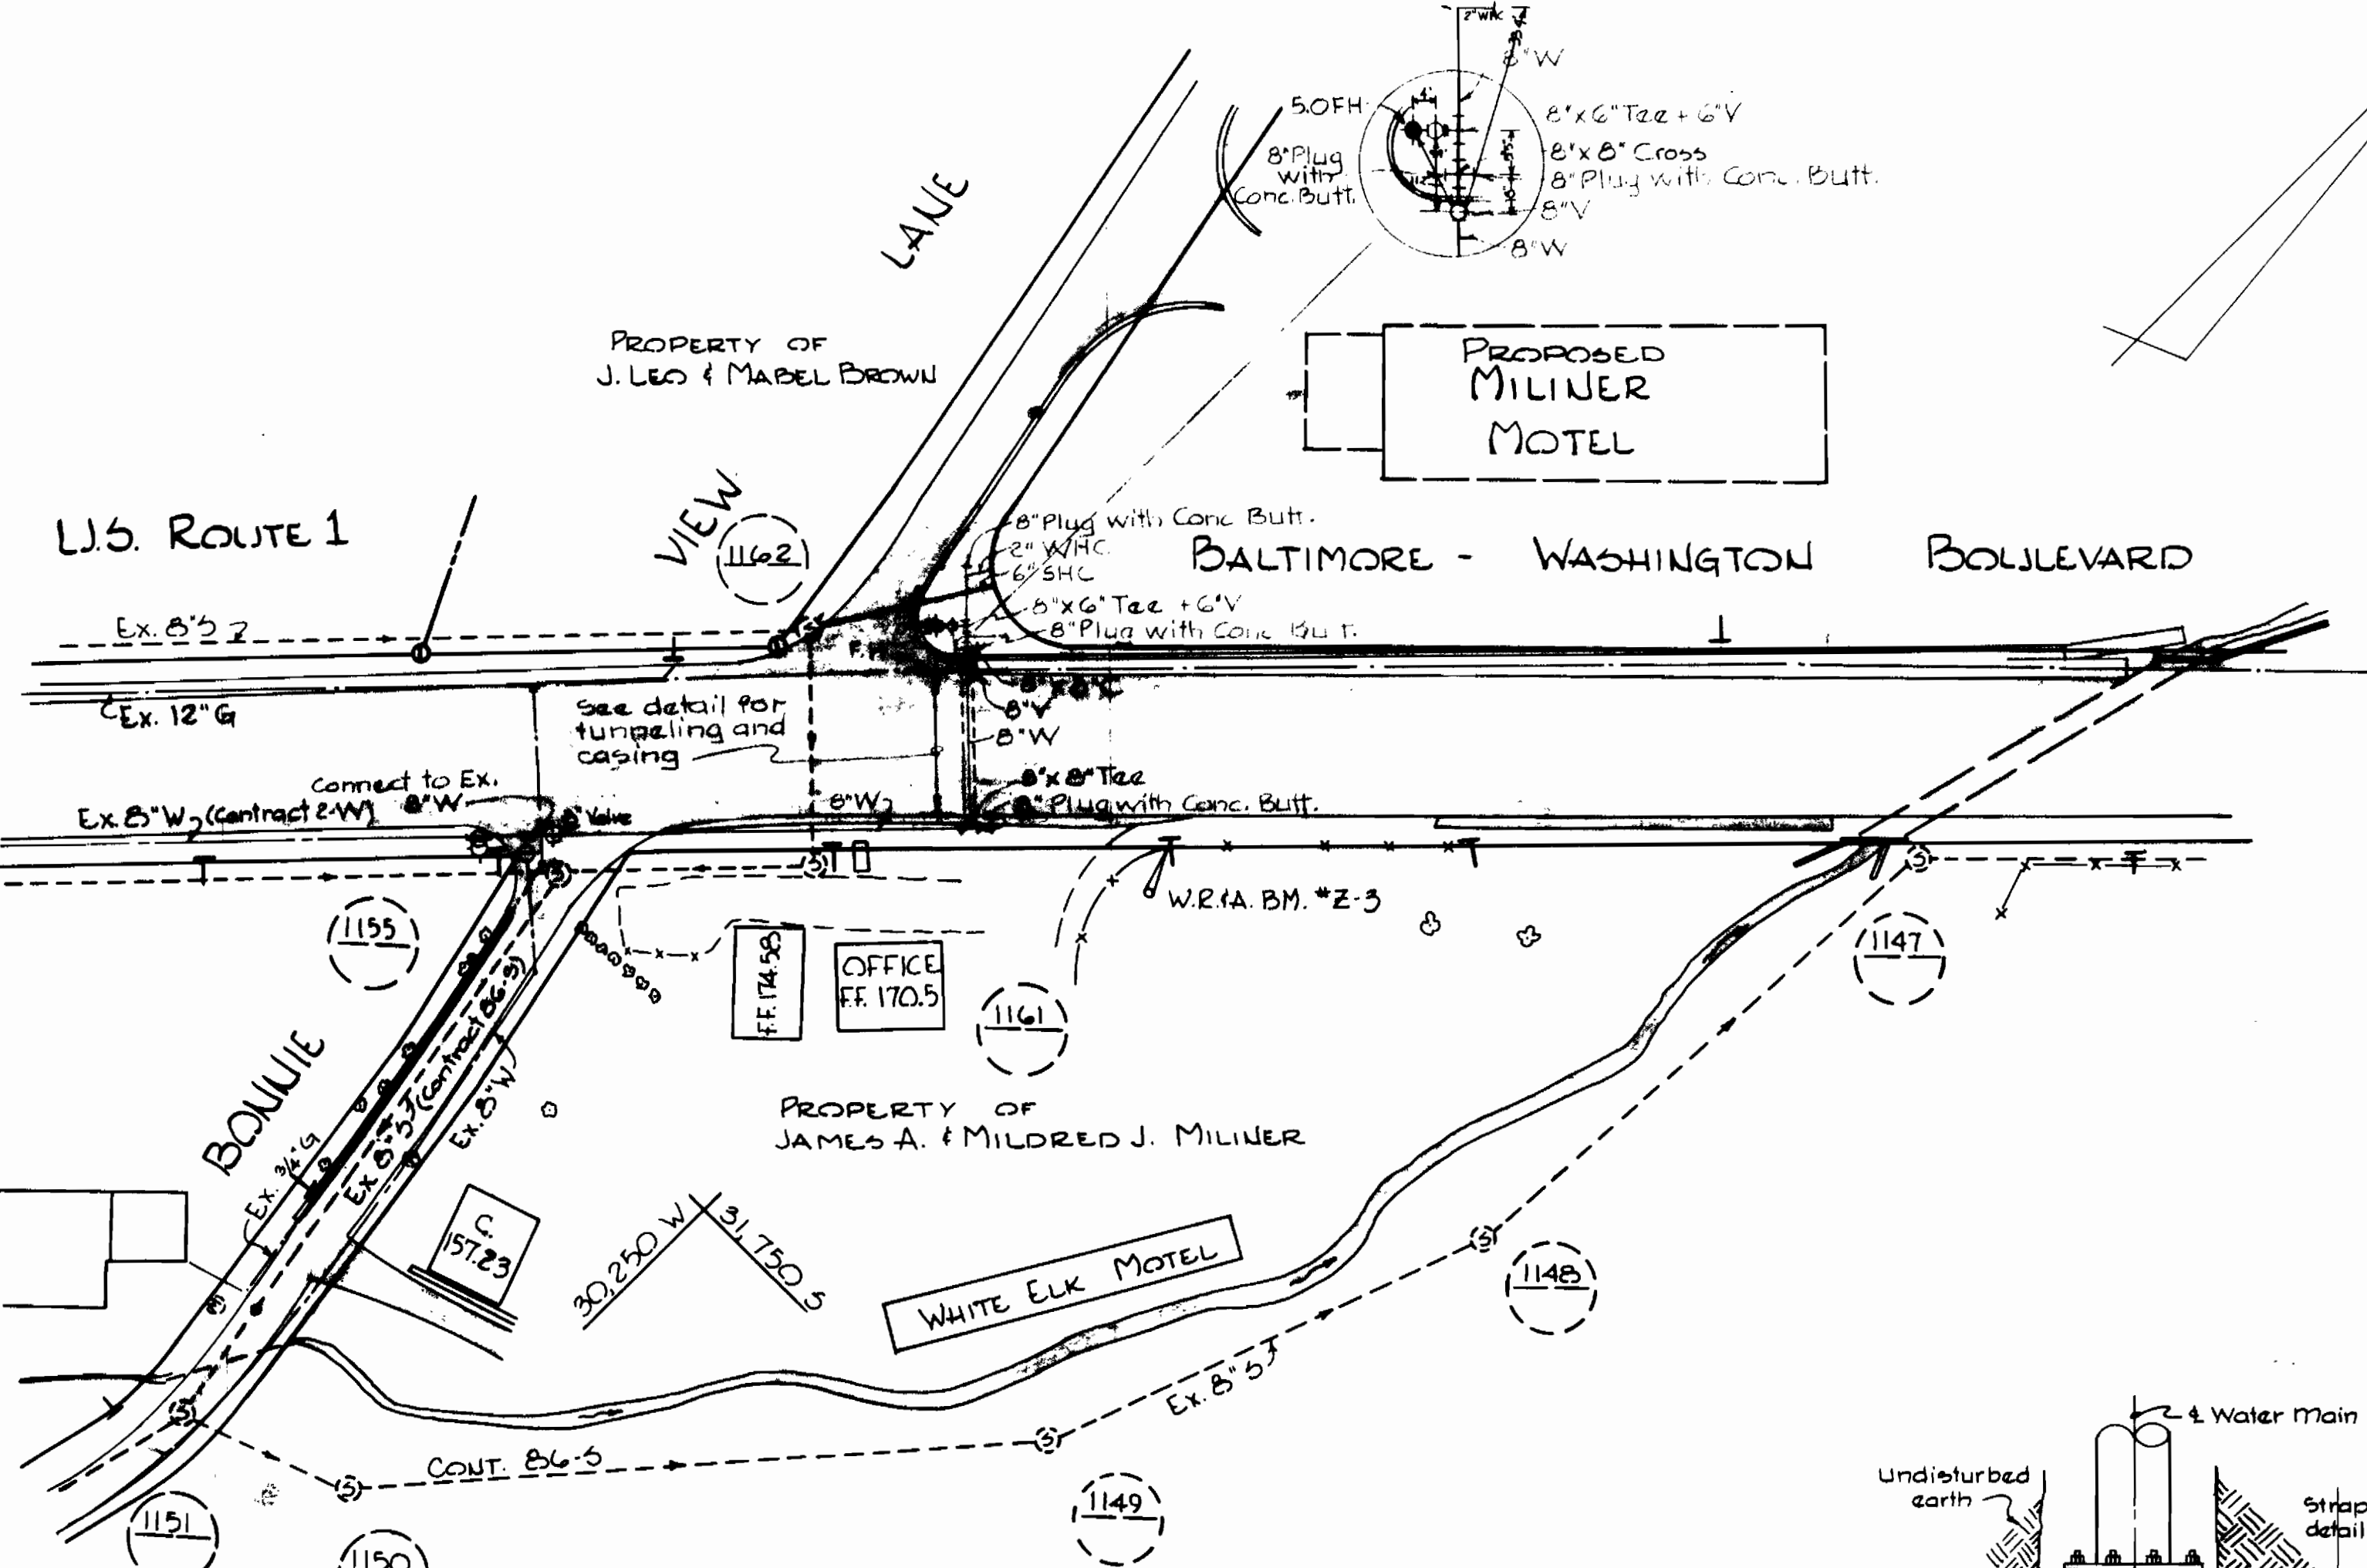 2"WHC
8"W
5.0FH
8"x6" Tee + 6"V
8"Plug
with
Conc. Butt.
8"x 8" Cross
8"Plug with Conc. Butt.
8"V
8"W
LANE
PROPERTY OF
J. LEO & MABEL BROWN
PROPOSED
MILINER
MOTEL
VIEW
1162
U.S. ROUTE 1
8"Plug with Conc Butt.
2" WHC
6" SHC
BALTIMORE - WASHINGTON BOULEVARD
8"x6" Tee + 6"V
8"Plug with Conc Butt.
Ex. 8"S
Ex. 12"G
See detail for
tunneling and
casing
8"V
8"W
Connect to Ex.
8"W
Ex. 8"W (Contract 2-W)
8" Valve
8"W
8"x 8" Tee
8" Plug with Conc. Butt.
W.R.&A. BM. #Z-3
1155
F.F. 174.58
OFFICE
F.F. 170.5
1161
1147
BONNIE
Ex. 3/4" G
Ex. 8" S (Contract 86-S)
Ex. 8" W
PROPERTY OF
JAMES A. & MILDRED J. MILINER
C.
157.23
30,250 W
31,750 S
WHITE ELK MOTEL
1148
Ex. 8"S
CONT. 86-S
1149
1151
1150
℄ Water Main
Undisturbed
earth
Strap
detail